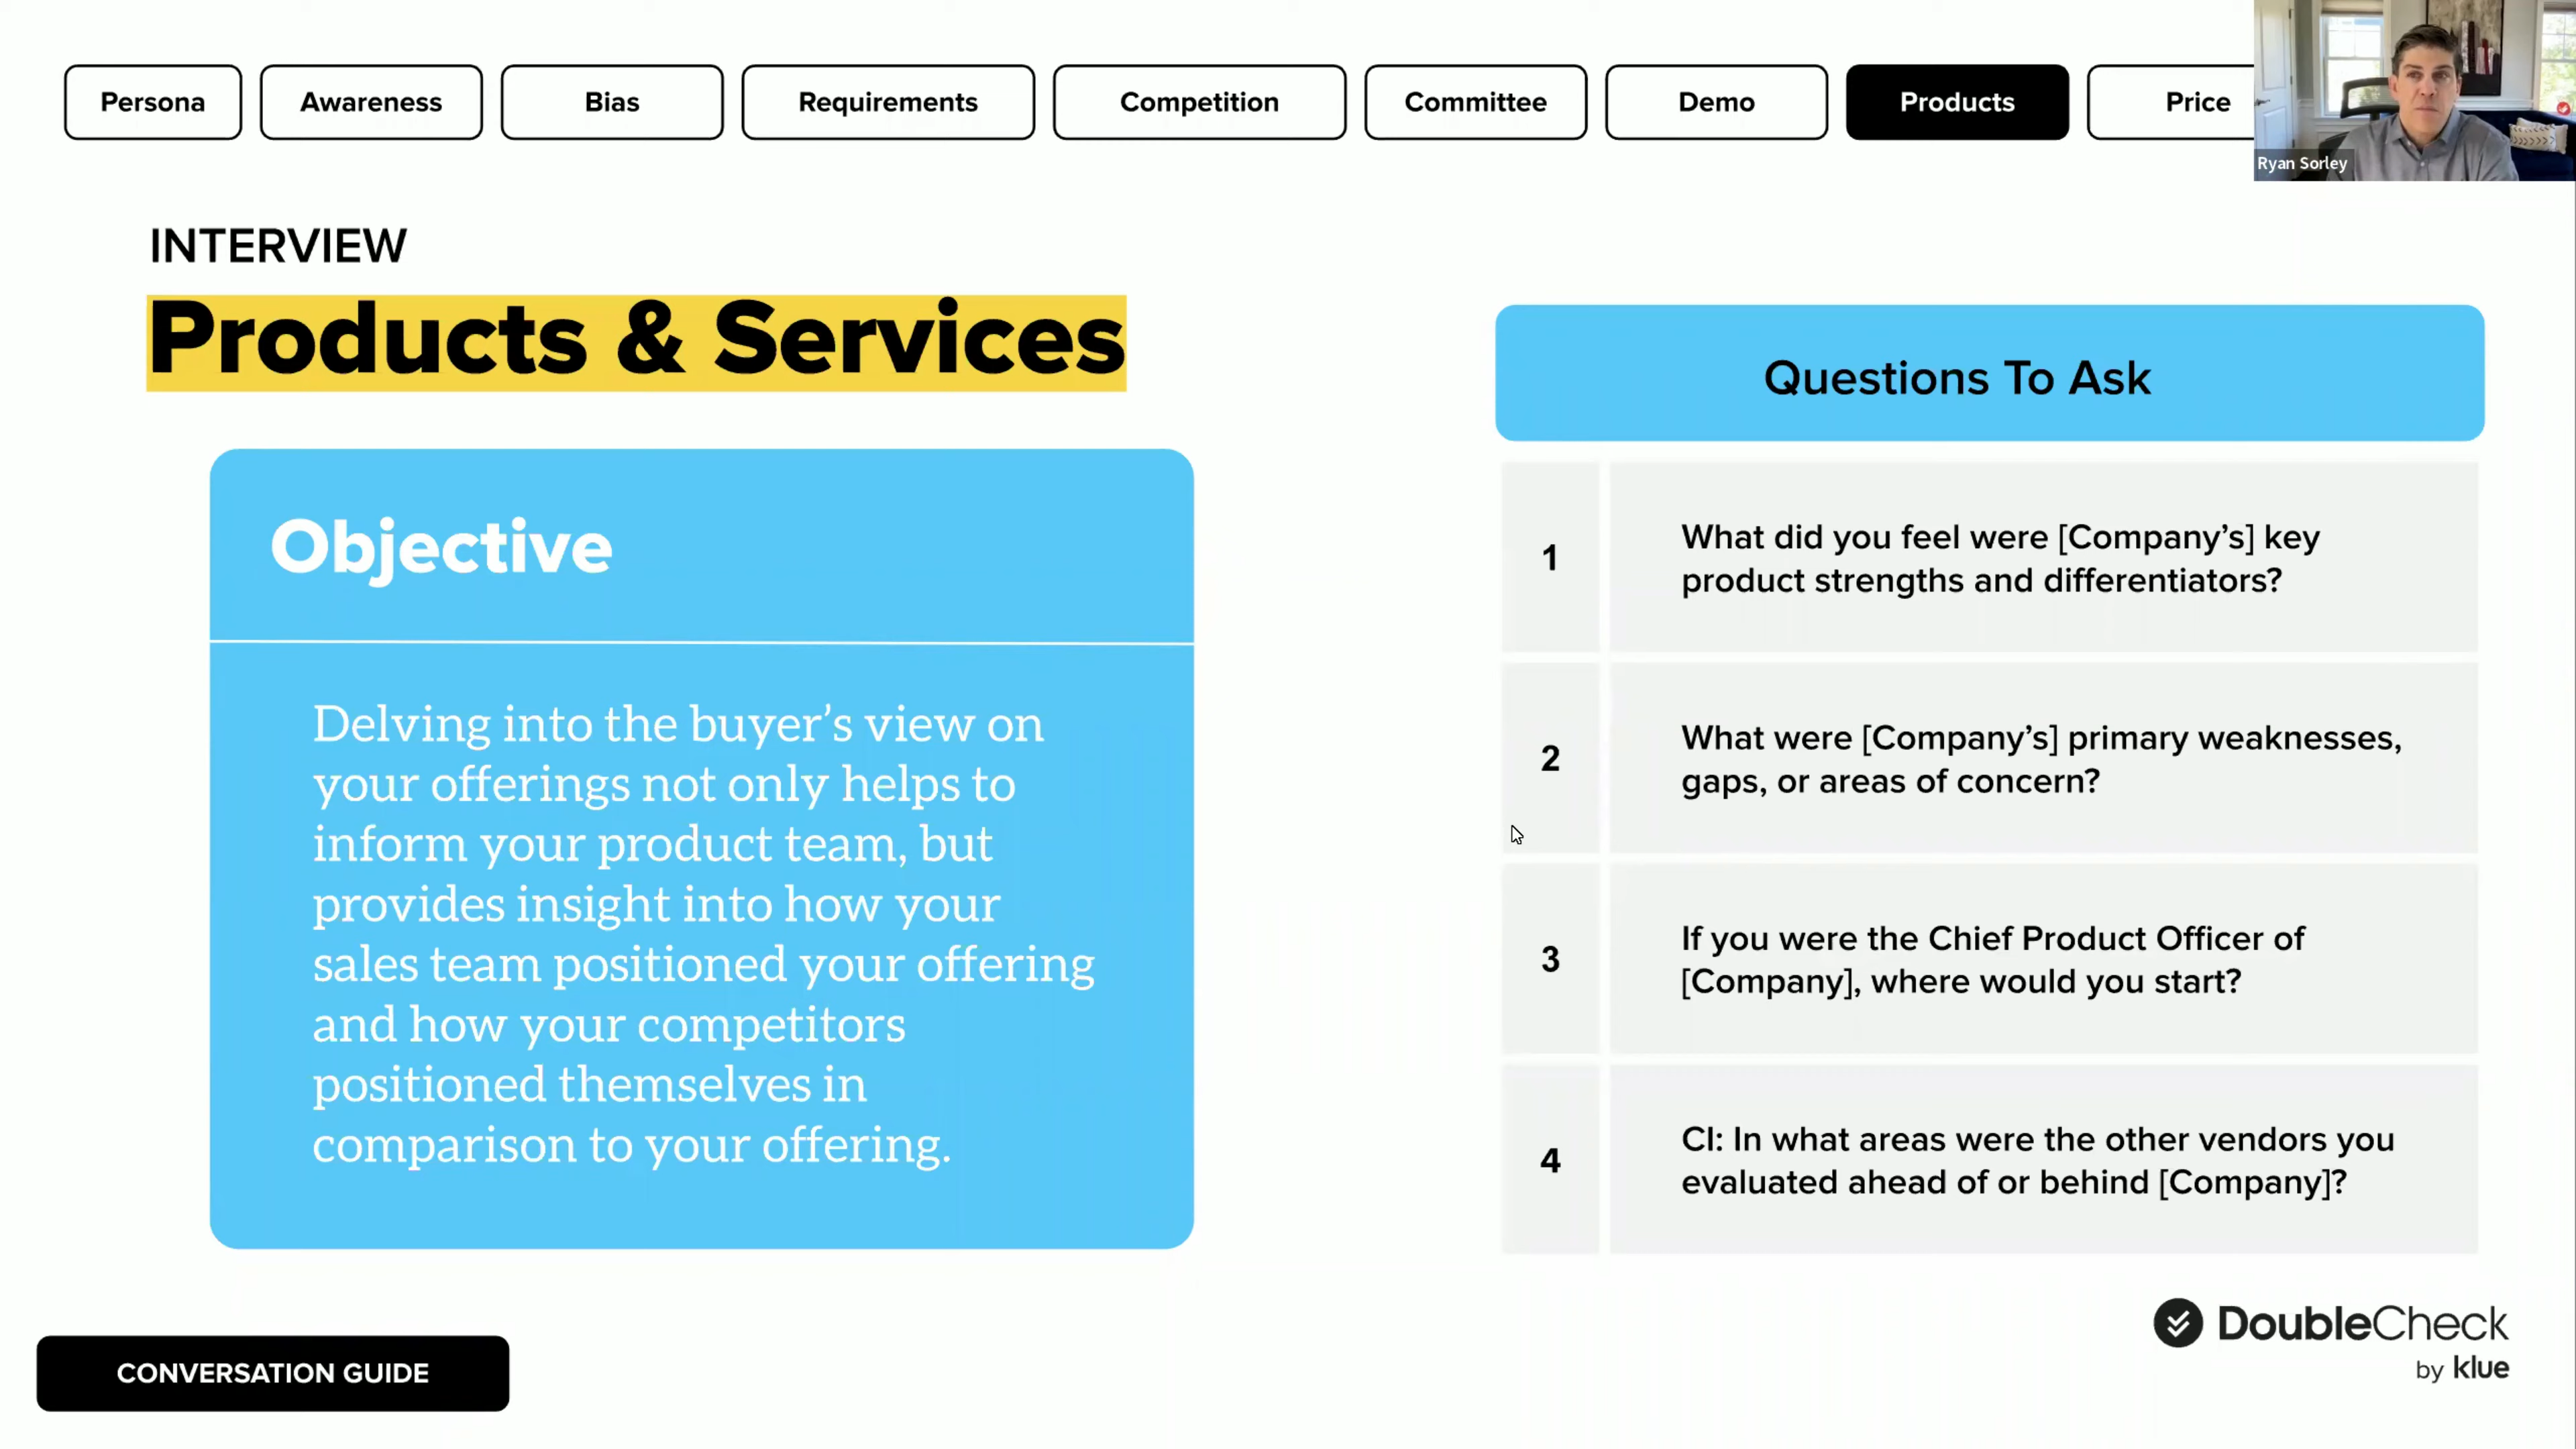 Persona
Awareness
Bias
Requirements
Competition
Committee
Demo
Products
Price
Ryan Sorley
INTERVIEW
Products & Services
Objective
Delving into the buyer’s view on
your offerings not only helps to
inform your product team, but
provides insight into how your
sales team positioned your offering
and how your competitors
positioned themselves in
comparison to your offering.
Questions To Ask
1
What did you feel were [Company’s] key
product strengths and differentiators?
2
What were [Company’s] primary weaknesses,
gaps, or areas of concern?
3
If you were the Chief Product Officer of
[Company], where would you start?
4
CI: In what areas were the other vendors you
evaluated ahead of or behind [Company]?
CONVERSATION GUIDE
DoubleCheck
by klue